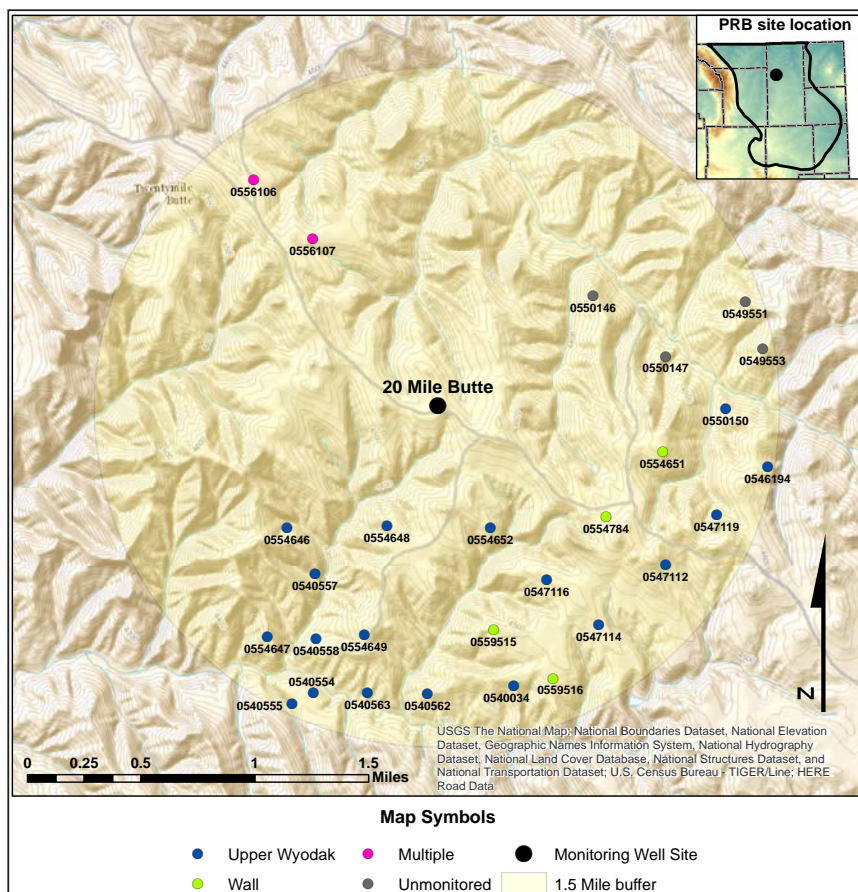 PRB site location
Twentymile
Butte
0556106
0556107
0550146
0549551
0549553
0550147
20 Mile Butte
0550150
0554651
0546194
0554784
0547119
0554646
0554648
0554652
0540557
0547116
0547112
0554647
0540558
0554649
0559515
0547114
0540554
0540555
0540563
0540562
0540034
0559516
N
USGS The National Map: National Boundaries Dataset, National Elevation
Dataset, Geographic Names Information System, National Hydrography
Dataset, National Land Cover Database, National Structures Dataset, and
National Transportation Dataset; U.S. Census Bureau - TIGER/Line; HERE
Road Data
0 0.25 0.5 1 1.5
Miles
Map Symbols
Upper Wyodak Multiple Monitoring Well Site
Wall Unmonitored 1.5 Mile buffer